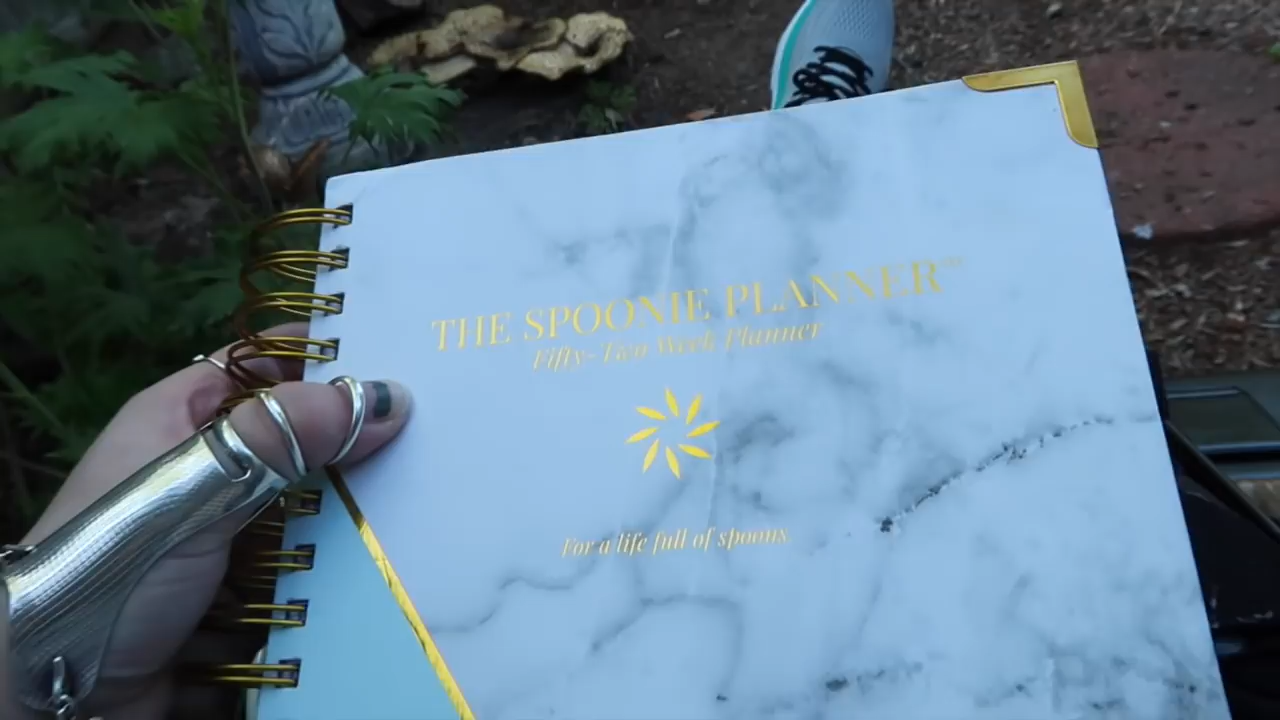 THE SPOONIE PLANNER™
Fifty-Two Week Planner
For a life full of spoons